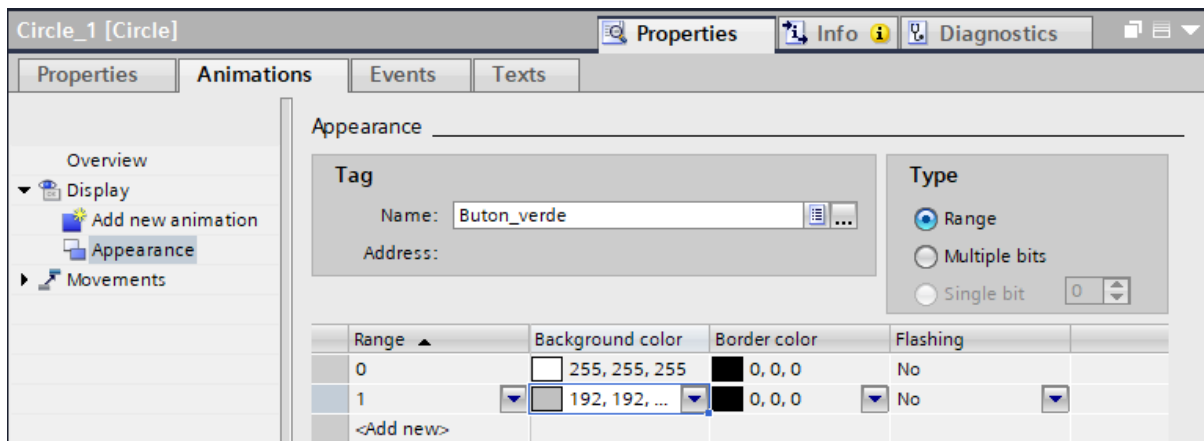 Circle_1 [Circle]
Properties Info Diagnostics
Properties Animations Events Texts
Appearance
Overview
Display
Add new animation
Appearance
Movements
Tag
Name: Buton_verde
Address:
Type
Range
Multiple bits
Single bit 0
Range Background color Border color Flashing
0 255, 255, 255 0, 0, 0 No
1 192, 192, ... 0, 0, 0 No
<Add new>